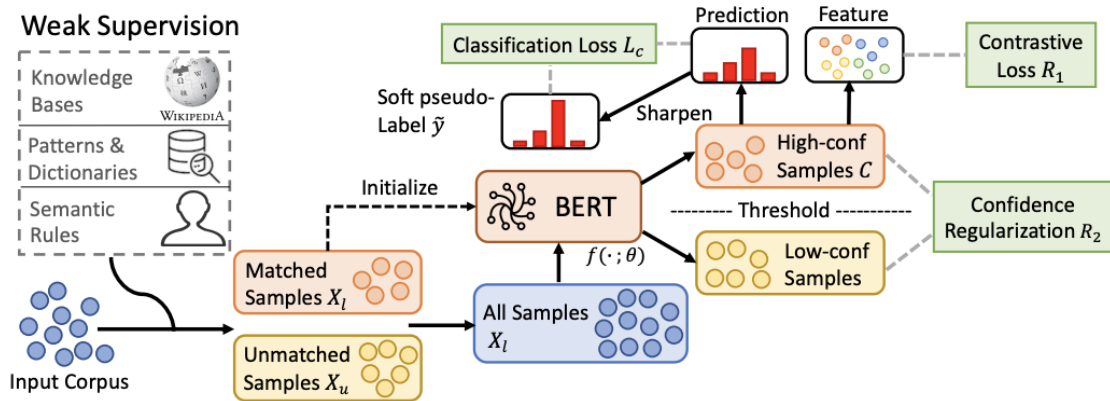 Weak Supervision
Knowledge
Bases
WIKIPEDIA
Patterns &
Dictionaries
Semantic
Rules
Input Corpus
Matched
Samples X_l
Unmatched
Samples X_u
Initialize
All Samples
X_l
BERT
f(·;θ)
Classification Loss L_c
Soft pseudo-
Label ỹ
Prediction
Sharpen
Feature
Contrastive
Loss R_1
High-conf
Samples C
Threshold
Low-conf
Samples
Confidence
Regularization R_2